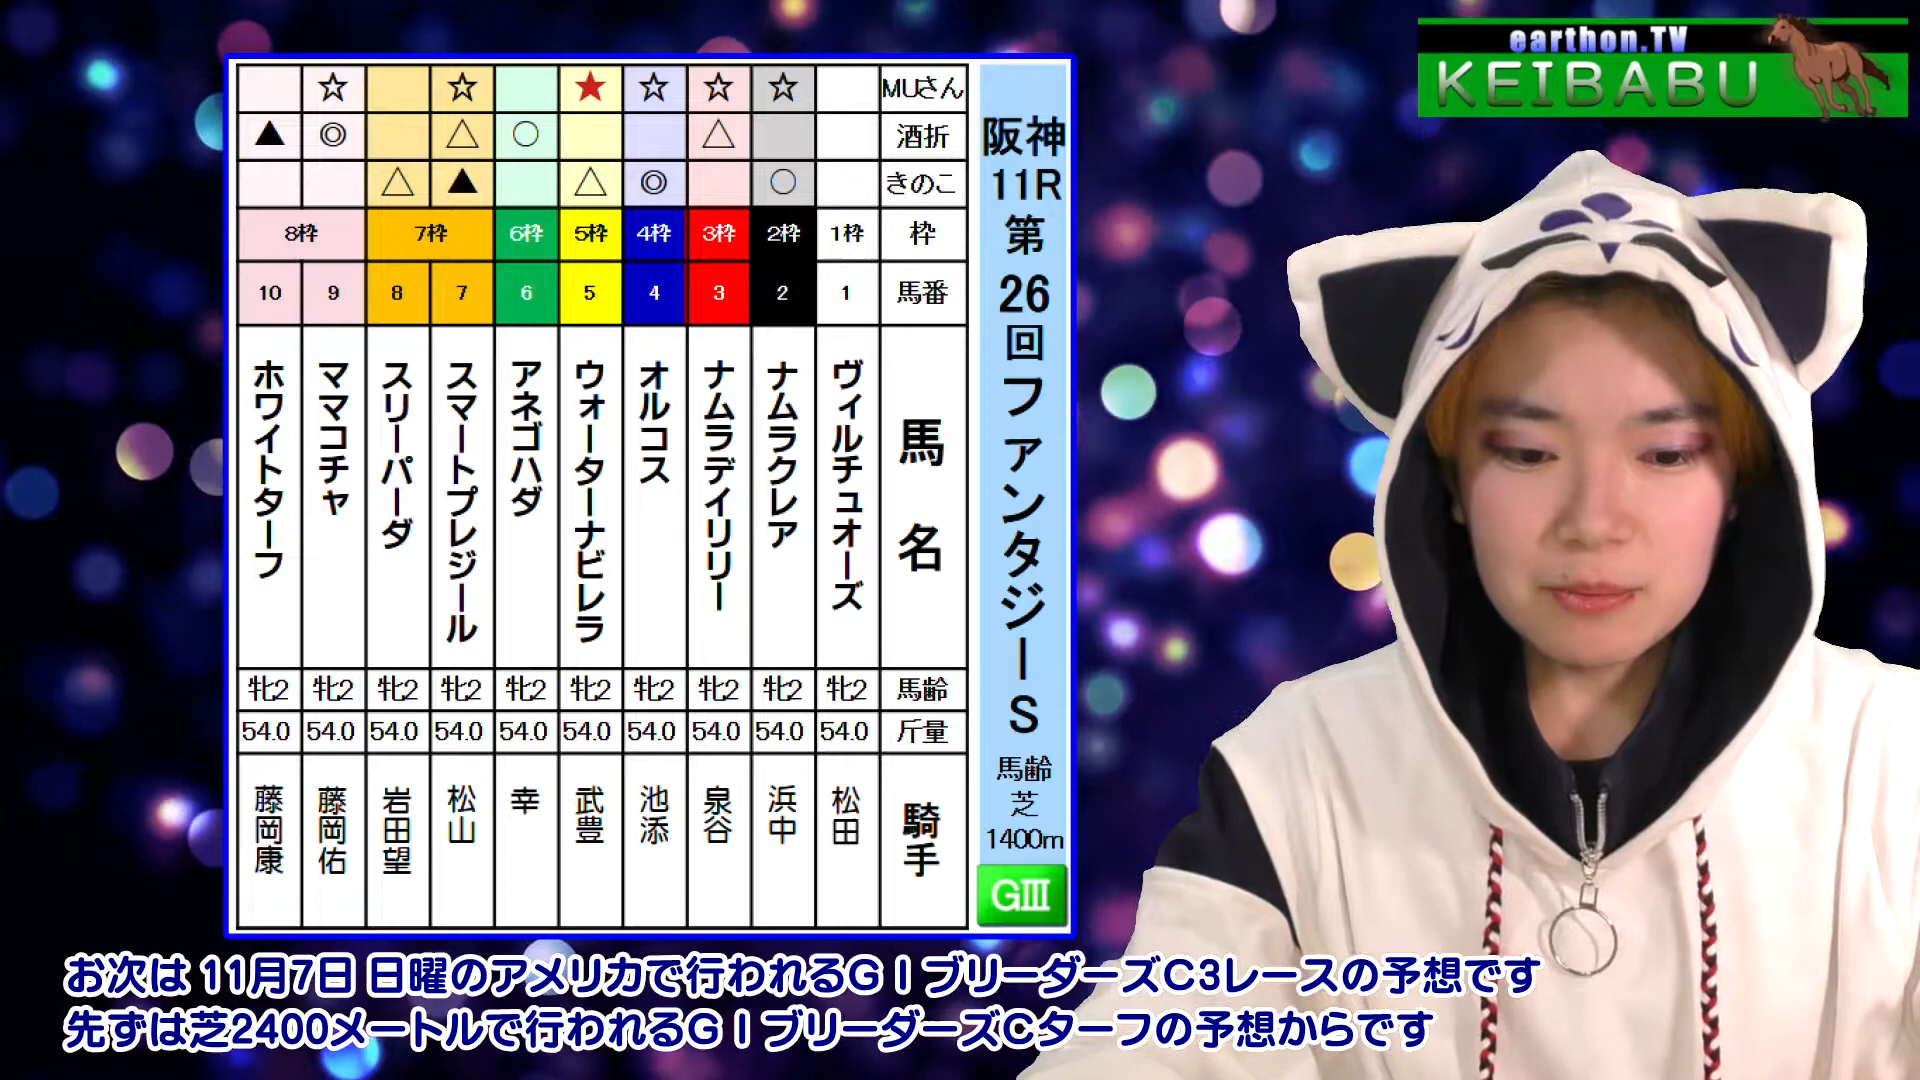 earthon.TV
KEIBABU
阪神
11R
第
26
回
ファンタジーS
馬齢
芝
1400m
GⅢ
☆ ☆ ★ ☆ ☆ ☆ MUさん
▲ ◎ △ ○ △ 酒折
△ ▲ △ ◎ ○ きのこ
8枠 7枠 6枠 5枠 4枠 3枠 2枠 1枠 枠
10 9 8 7 6 5 4 3 2 1 馬番
馬名
ヴィルチュオーズ
ナムラクレア
ナムラデイリリー
オルコス
ウォーターナビレラ
アネゴハダ
スマートプレジール
スリーパーダ
ママコチャ
ホワイトターフ
牝2 牝2 牝2 牝2 牝2 牝2 牝2 牝2 牝2 牝2 馬齢
54.0 54.0 54.0 54.0 54.0 54.0 54.0 54.0 54.0 54.0 斤量
騎手
松田
浜中
泉谷
池添
武豊
幸
松山
岩田望
藤岡佑
藤岡康
お次は 11月7日 日曜のアメリカで行われるGⅠブリーダーズC3レースの予想です
先ずは芝2400メートルで行われるGⅠブリーダーズCターフの予想からです